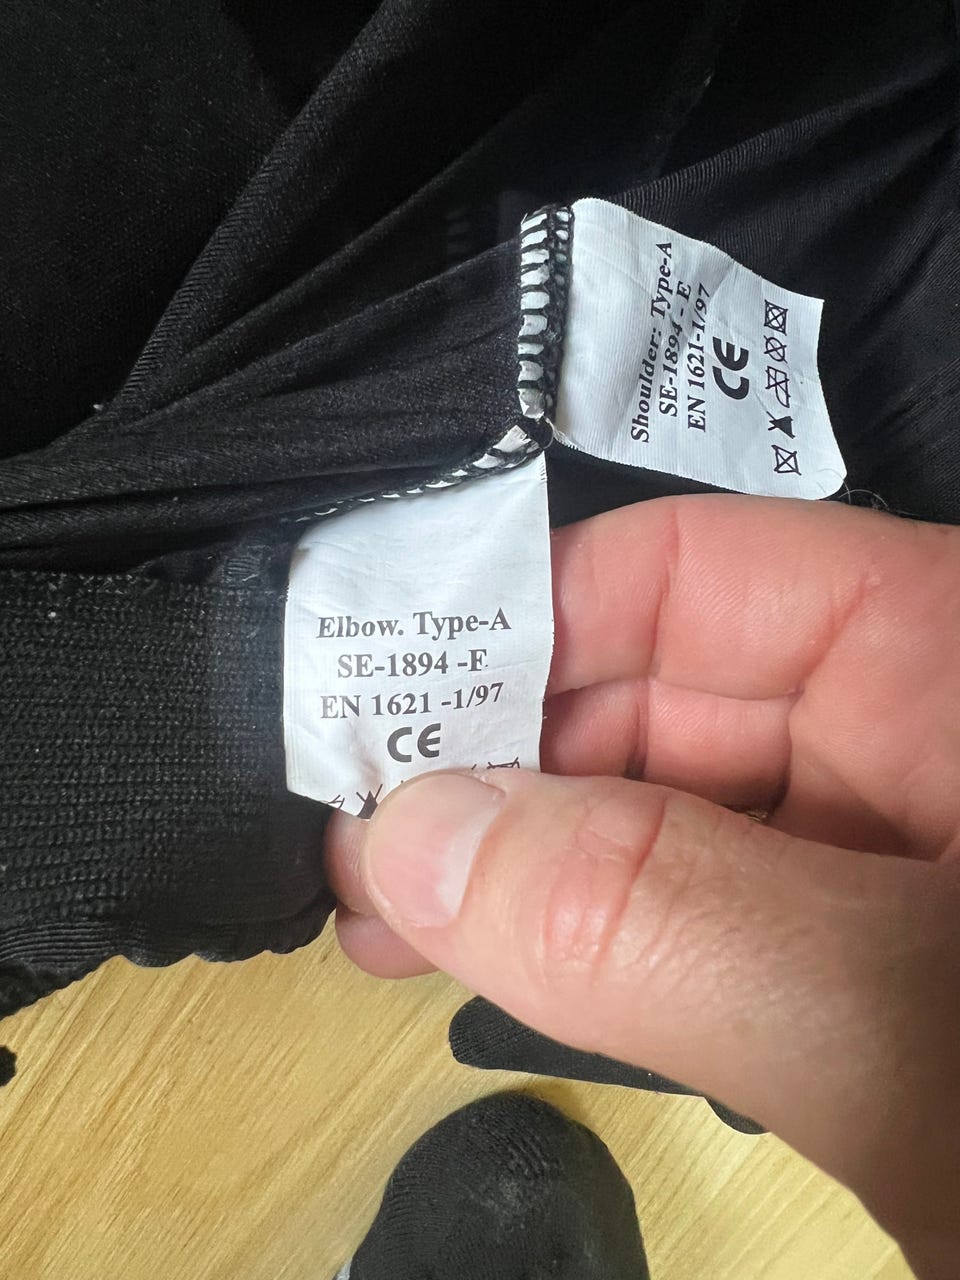 Shoulder: Type-A
SE-1894 - E
EN 1621-1/97
CE
Elbow. Type-A
SE-1894 -F
EN 1621 -1/97
CE